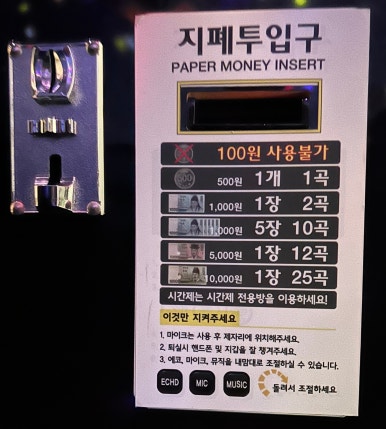 지폐투입구
PAPER MONEY INSERT
100원 사용불가
500원 1개 1곡
1,000원 1장 2곡
1,000원 5장 10곡
5,000원 1장 12곡
10,000원 1장 25곡
시간제는 시간제 전용방을 이용하세요!
이것만 지켜주세요
1. 마이크는 사용 후 제자리에 위치해주세요.
2. 퇴실시 핸드폰 및 지갑을 잘 챙겨주세요.
3. 에코, 마이크, 뮤직을 내맘대로 조절하실 수 있습니다.
ECHO MIC MUSIC 돌려서 조절하세요